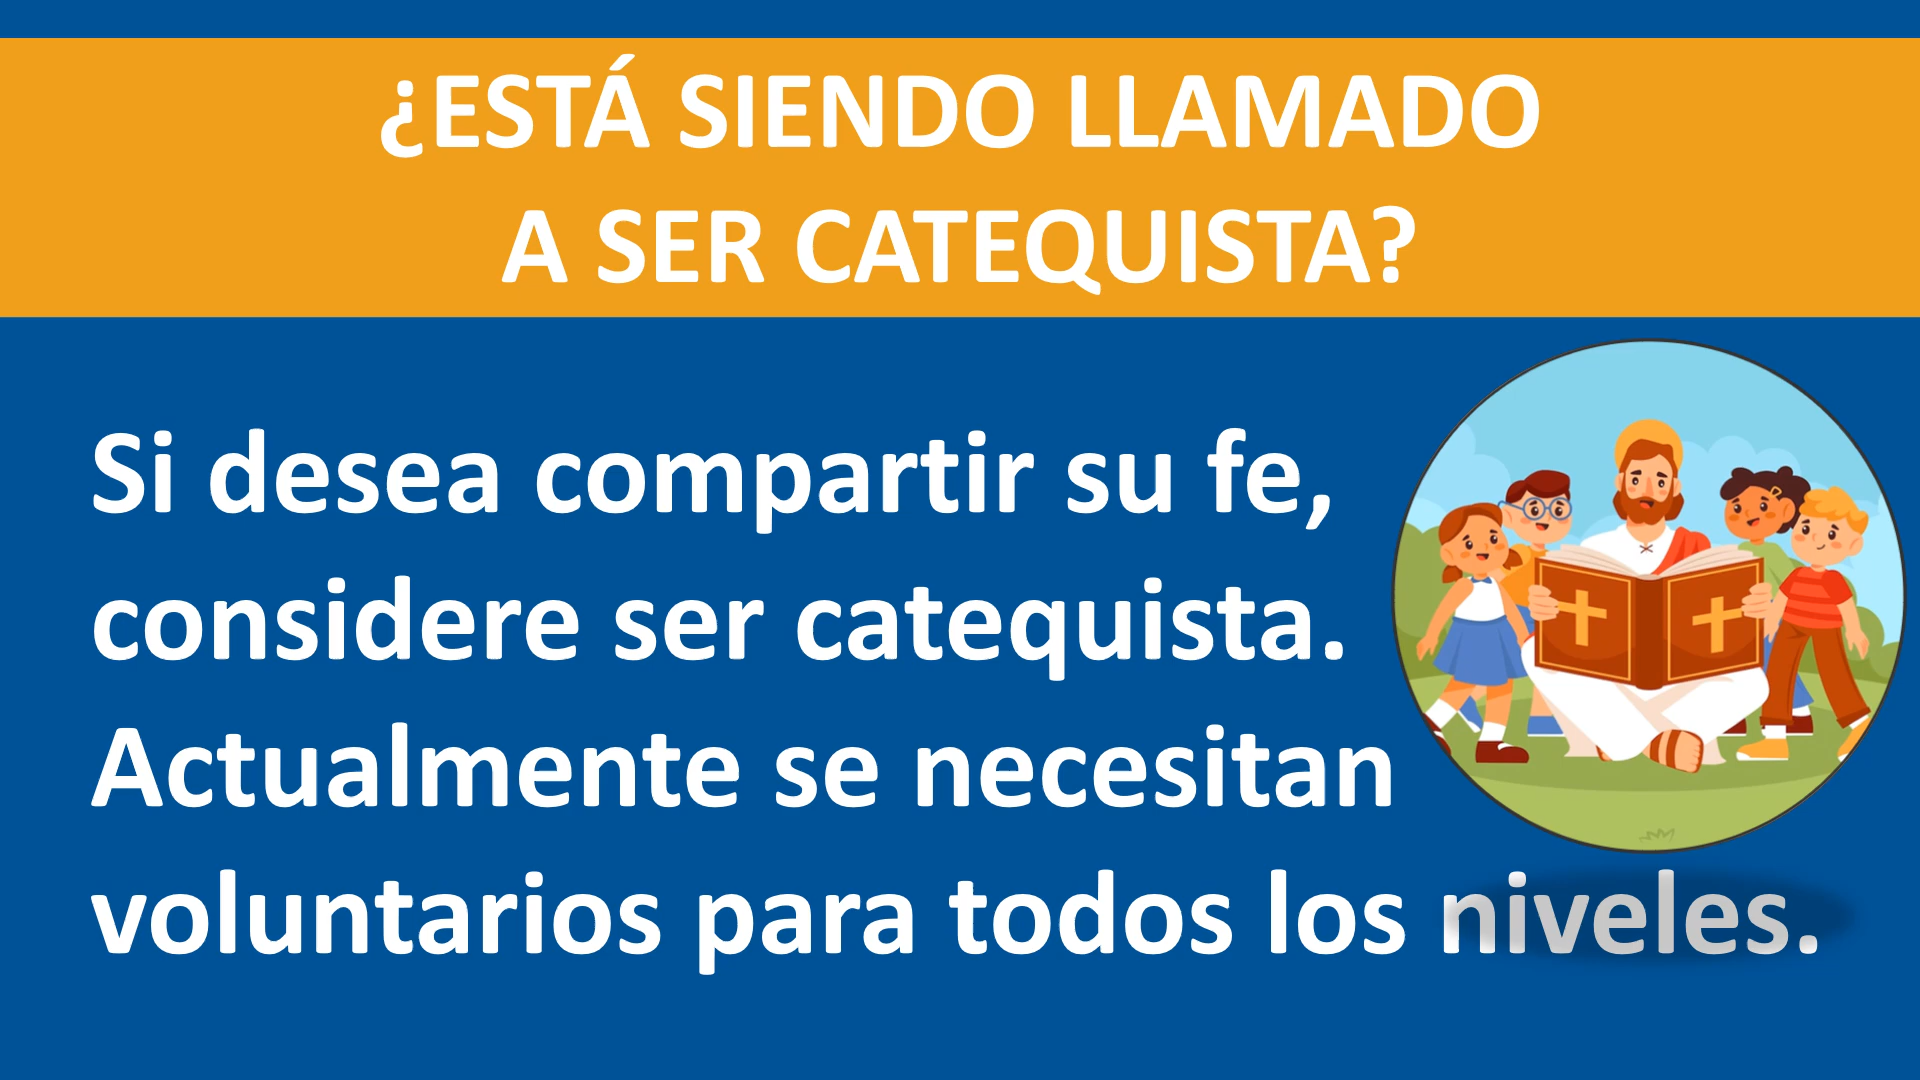 ¿ESTÁ SIENDO LLAMADO
A SER CATEQUISTA?
Si desea compartir su fe,
considere ser catequista.
Actualmente se necesitan
voluntarios para todos los niveles.